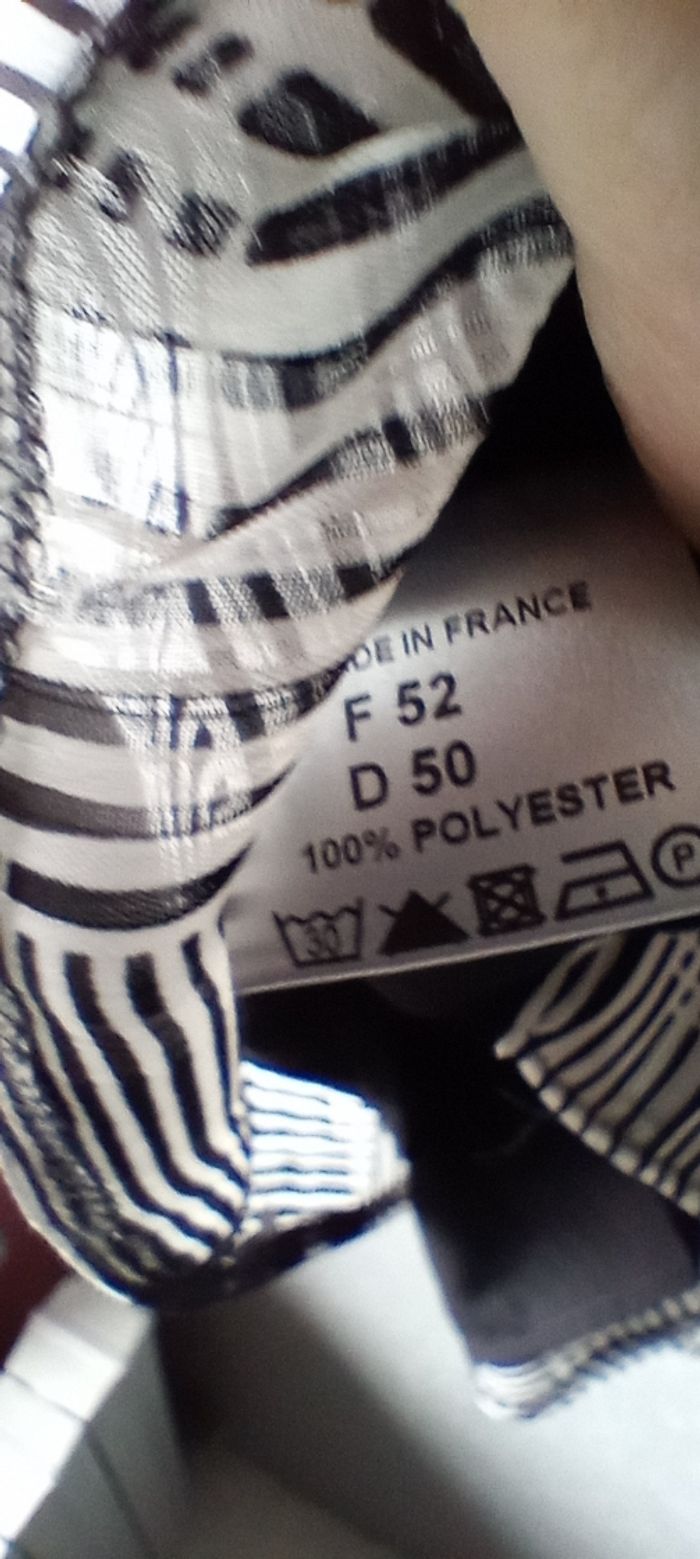 DE IN FRANCE
F 52
D 50
100% POLYESTER
30 P